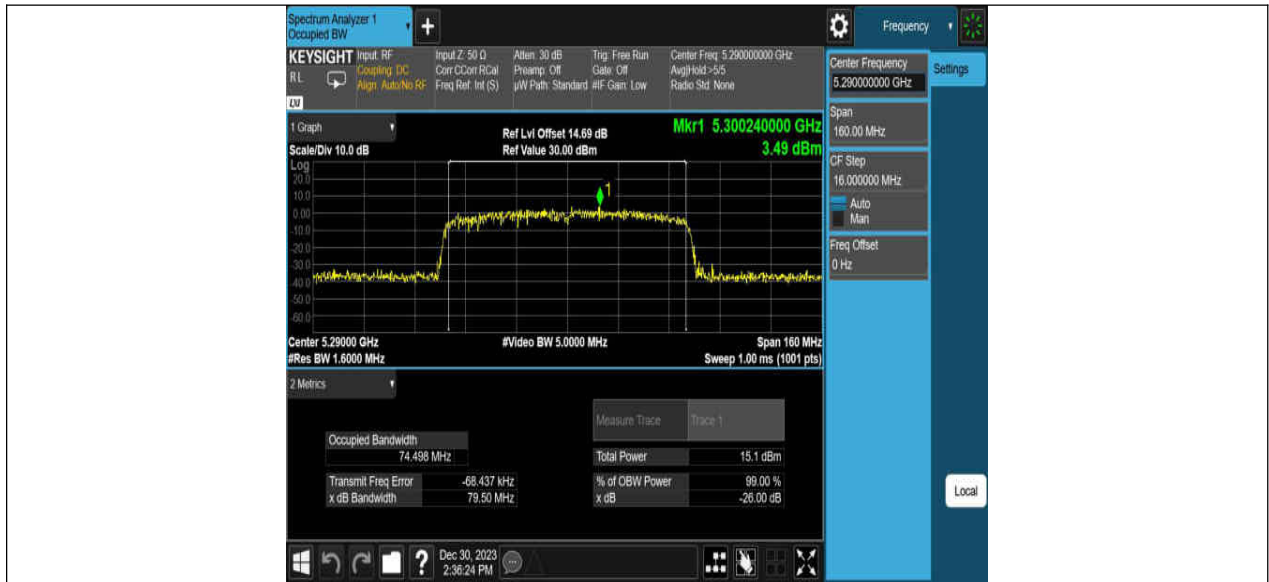 Spectrum Analyzer 1
Occupied BW
+
Frequency
KEYSIGHT
RL
LXI
Input: RF
Coupling: DC
Align: Auto/No RF
Input Z: 50 Ω
Corr CCorr RCal
Freq Ref: Int (S)
Atten: 30 dB
Preamp: Off
µW Path: Standard
Trig: Free Run
Gate: Off
#IF Gain: Low
Center Freq: 5.290000000 GHz
Avg|Hold:>5/5
Radio Std: None
Center Frequency
5.290000000 GHz
Settings
Span
160.00 MHz
CF Step
16.000000 MHz
Auto
Man
Freq Offset
0 Hz
Local
1 Graph
Scale/Div 10.0 dB
Ref Lvl Offset 14.69 dB
Ref Value 30.00 dBm
Mkr1 5.300240000 GHz
3.49 dBm
Log
20.0
10.0
0.00
-10.0
-20.0
-30.0
-40.0
-50.0
-60.0
1
Center 5.29000 GHz
#Res BW 1.6000 MHz
#Video BW 5.0000 MHz
Span 160 MHz
Sweep 1.00 ms (1001 pts)
2 Metrics
Measure Trace Trace 1
Occupied Bandwidth
74.498 MHz
Total Power 15.1 dBm
Transmit Freq Error -68.437 kHz
% of OBW Power 99.00 %
x dB Bandwidth 79.50 MHz
x dB -26.00 dB
?
Dec 30, 2023
2:36:24 PM